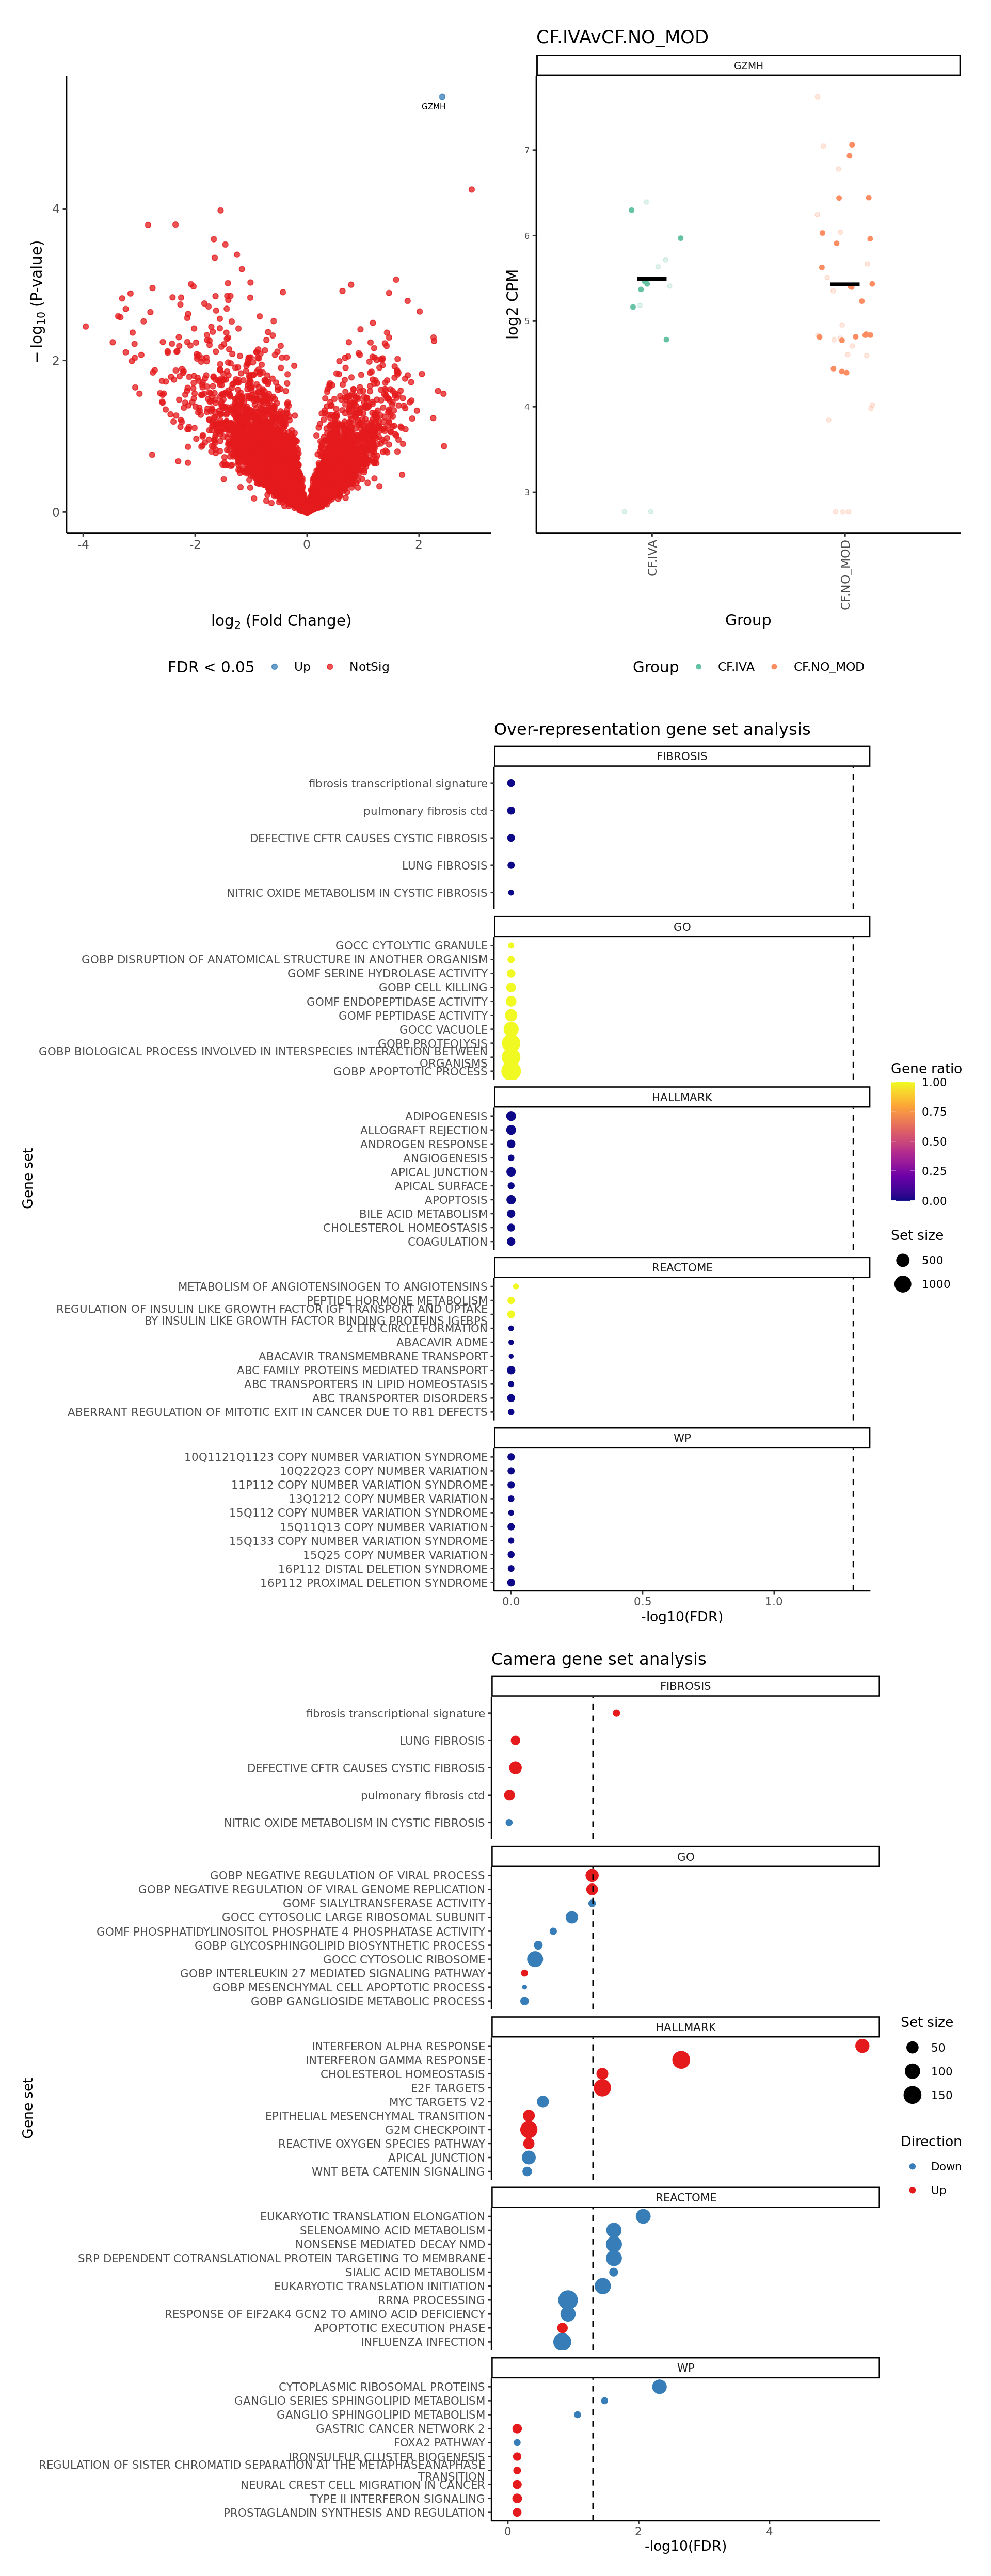 CF.IVAvCF.NO_MOD
GZMH
GZMH
− log10 (P-value)
4
2
0
-4
-2
0
2
log2 (Fold Change)
FDR < 0.05
Up
NotSig
log2 CPM
7
6
5
4
3
CF.IVA
CF.NO_MOD
Group
Group
CF.IVA
CF.NO_MOD
Over-representation gene set analysis
Gene set
FIBROSIS
fibrosis transcriptional signature
pulmonary fibrosis ctd
DEFECTIVE CFTR CAUSES CYSTIC FIBROSIS
LUNG FIBROSIS
NITRIC OXIDE METABOLISM IN CYSTIC FIBROSIS
GO
GOCC CYTOLYTIC GRANULE
GOBP DISRUPTION OF ANATOMICAL STRUCTURE IN ANOTHER ORGANISM
GOMF SERINE HYDROLASE ACTIVITY
GOBP CELL KILLING
GOMF ENDOPEPTIDASE ACTIVITY
GOMF PEPTIDASE ACTIVITY
GOCC VACUOLE
GOBP PROTEOLYSIS
GOBP BIOLOGICAL PROCESS INVOLVED IN INTERSPECIES INTERACTION BETWEEN
ORGANISMS
GOBP APOPTOTIC PROCESS
HALLMARK
ADIPOGENESIS
ALLOGRAFT REJECTION
ANDROGEN RESPONSE
ANGIOGENESIS
APICAL JUNCTION
APICAL SURFACE
APOPTOSIS
BILE ACID METABOLISM
CHOLESTEROL HOMEOSTASIS
COAGULATION
REACTOME
METABOLISM OF ANGIOTENSINOGEN TO ANGIOTENSINS
PEPTIDE HORMONE METABOLISM
REGULATION OF INSULIN LIKE GROWTH FACTOR IGF TRANSPORT AND UPTAKE
BY INSULIN LIKE GROWTH FACTOR BINDING PROTEINS IGFBPS
2 LTR CIRCLE FORMATION
ABACAVIR ADME
ABACAVIR TRANSMEMBRANE TRANSPORT
ABC FAMILY PROTEINS MEDIATED TRANSPORT
ABC TRANSPORTERS IN LIPID HOMEOSTASIS
ABC TRANSPORTER DISORDERS
ABERRANT REGULATION OF MITOTIC EXIT IN CANCER DUE TO RB1 DEFECTS
WP
10Q1121Q1123 COPY NUMBER VARIATION SYNDROME
10Q22Q23 COPY NUMBER VARIATION
11P112 COPY NUMBER VARIATION SYNDROME
13Q1212 COPY NUMBER VARIATION
15Q112 COPY NUMBER VARIATION SYNDROME
15Q11Q13 COPY NUMBER VARIATION
15Q133 COPY NUMBER VARIATION SYNDROME
15Q25 COPY NUMBER VARIATION
16P112 DISTAL DELETION SYNDROME
16P112 PROXIMAL DELETION SYNDROME
0.0
0.5
1.0
-log10(FDR)
Gene ratio
1.00
0.75
0.50
0.25
0.00
Set size
500
1000
Camera gene set analysis
Gene set
FIBROSIS
fibrosis transcriptional signature
LUNG FIBROSIS
DEFECTIVE CFTR CAUSES CYSTIC FIBROSIS
pulmonary fibrosis ctd
NITRIC OXIDE METABOLISM IN CYSTIC FIBROSIS
GO
GOBP NEGATIVE REGULATION OF VIRAL PROCESS
GOBP NEGATIVE REGULATION OF VIRAL GENOME REPLICATION
GOMF SIALYLTRANSFERASE ACTIVITY
GOCC CYTOSOLIC LARGE RIBOSOMAL SUBUNIT
GOMF PHOSPHATIDYLINOSITOL PHOSPHATE 4 PHOSPHATASE ACTIVITY
GOBP GLYCOSPHINGOLIPID BIOSYNTHETIC PROCESS
GOCC CYTOSOLIC RIBOSOME
GOBP INTERLEUKIN 27 MEDIATED SIGNALING PATHWAY
GOBP MESENCHYMAL CELL APOPTOTIC PROCESS
GOBP GANGLIOSIDE METABOLIC PROCESS
HALLMARK
INTERFERON ALPHA RESPONSE
INTERFERON GAMMA RESPONSE
CHOLESTEROL HOMEOSTASIS
E2F TARGETS
MYC TARGETS V2
EPITHELIAL MESENCHYMAL TRANSITION
G2M CHECKPOINT
REACTIVE OXYGEN SPECIES PATHWAY
APICAL JUNCTION
WNT BETA CATENIN SIGNALING
REACTOME
EUKARYOTIC TRANSLATION ELONGATION
SELENOAMINO ACID METABOLISM
NONSENSE MEDIATED DECAY NMD
SRP DEPENDENT COTRANSLATIONAL PROTEIN TARGETING TO MEMBRANE
SIALIC ACID METABOLISM
EUKARYOTIC TRANSLATION INITIATION
RRNA PROCESSING
RESPONSE OF EIF2AK4 GCN2 TO AMINO ACID DEFICIENCY
APOPTOTIC EXECUTION PHASE
INFLUENZA INFECTION
WP
CYTOPLASMIC RIBOSOMAL PROTEINS
GANGLIO SERIES SPHINGOLIPID METABOLISM
GANGLIO SPHINGOLIPID METABOLISM
GASTRIC CANCER NETWORK 2
FOXA2 PATHWAY
IRONSULFUR CLUSTER BIOGENESIS
REGULATION OF SISTER CHROMATID SEPARATION AT THE METAPHASEANAPHASE
TRANSITION
NEURAL CREST CELL MIGRATION IN CANCER
TYPE II INTERFERON SIGNALING
PROSTAGLANDIN SYNTHESIS AND REGULATION
0
2
4
-log10(FDR)
Set size
50
100
150
Direction
Down
Up